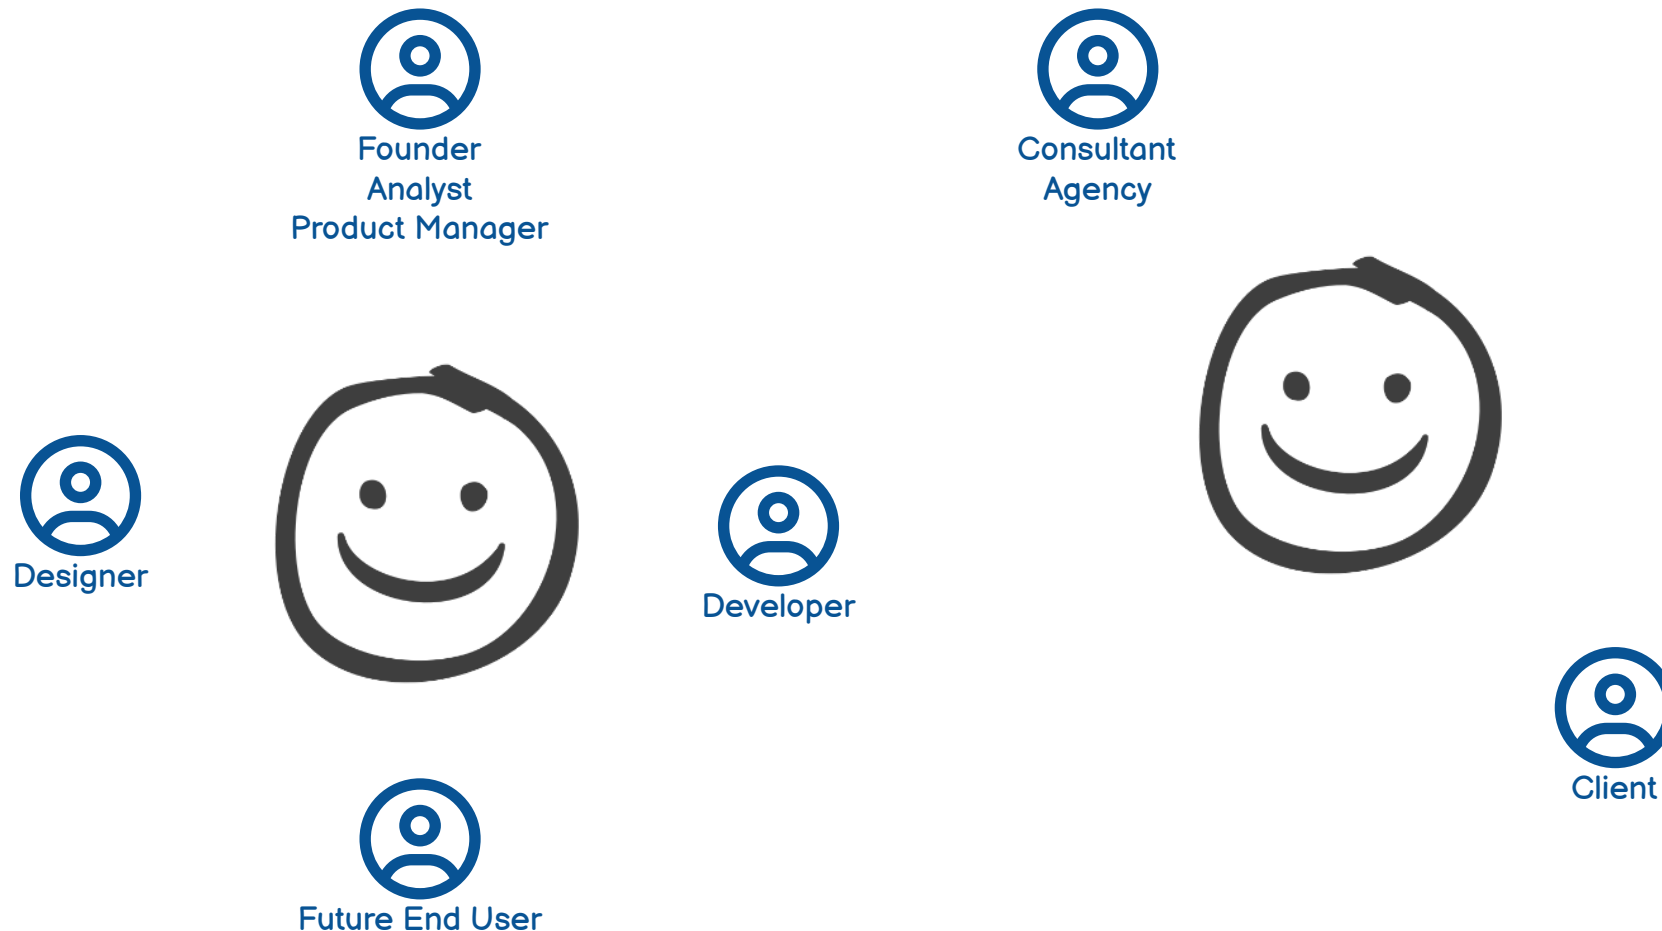 Founder
Analyst
Product Manager
Consultant
Agency
Designer
Developer
Client
Future End User